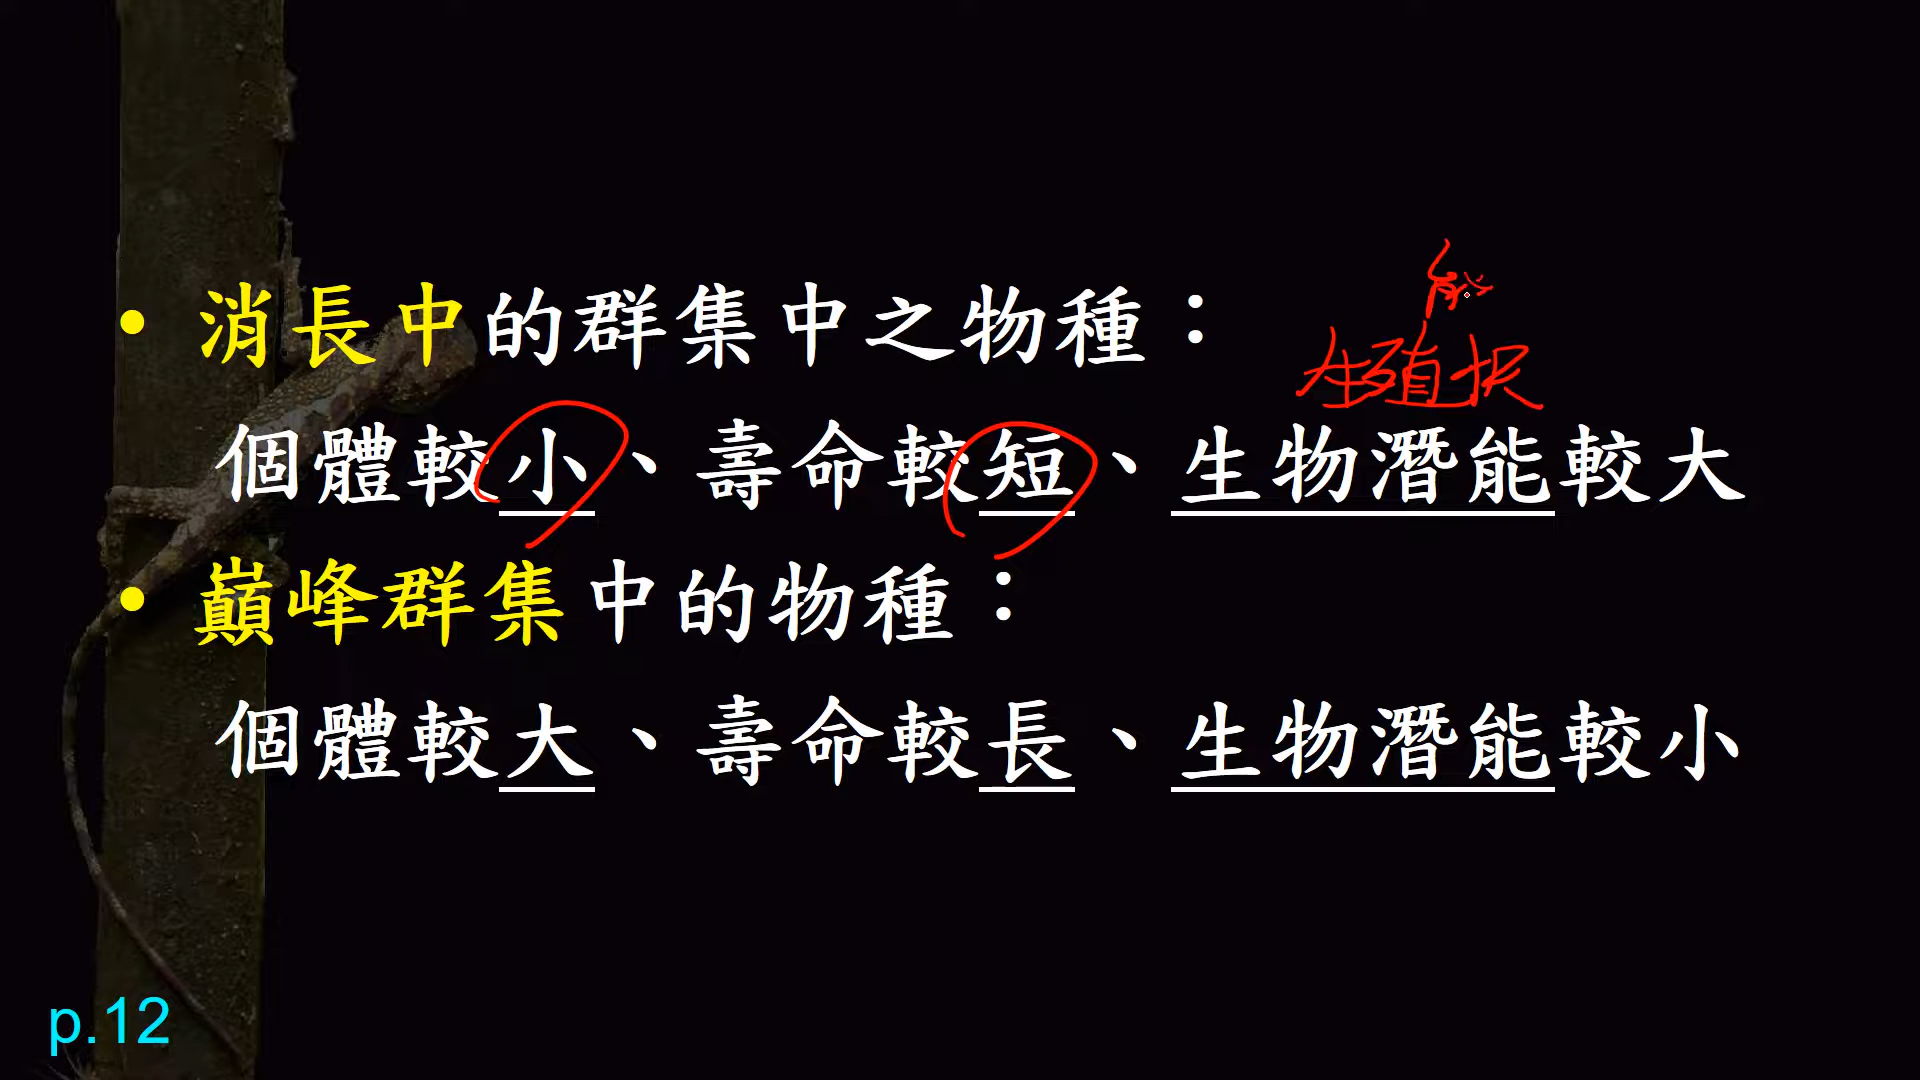 能
生殖
• 消長中的群集中之物種：
個體較小、壽命較短、生物潛能較大
• 巔峰群集中的物種：
個體較大、壽命較長、生物潛能較小
p.12